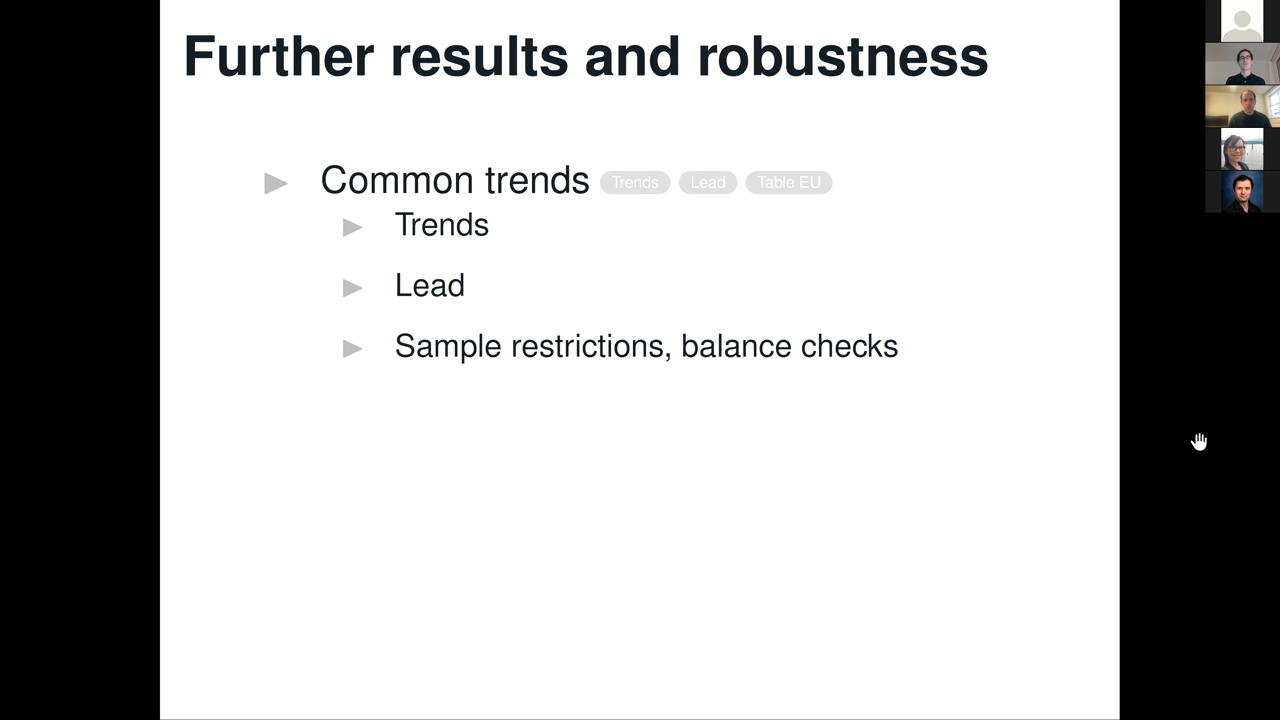 Further results and robustness
Common trends Trends Lead Table EU
Trends
Lead
Sample restrictions, balance checks